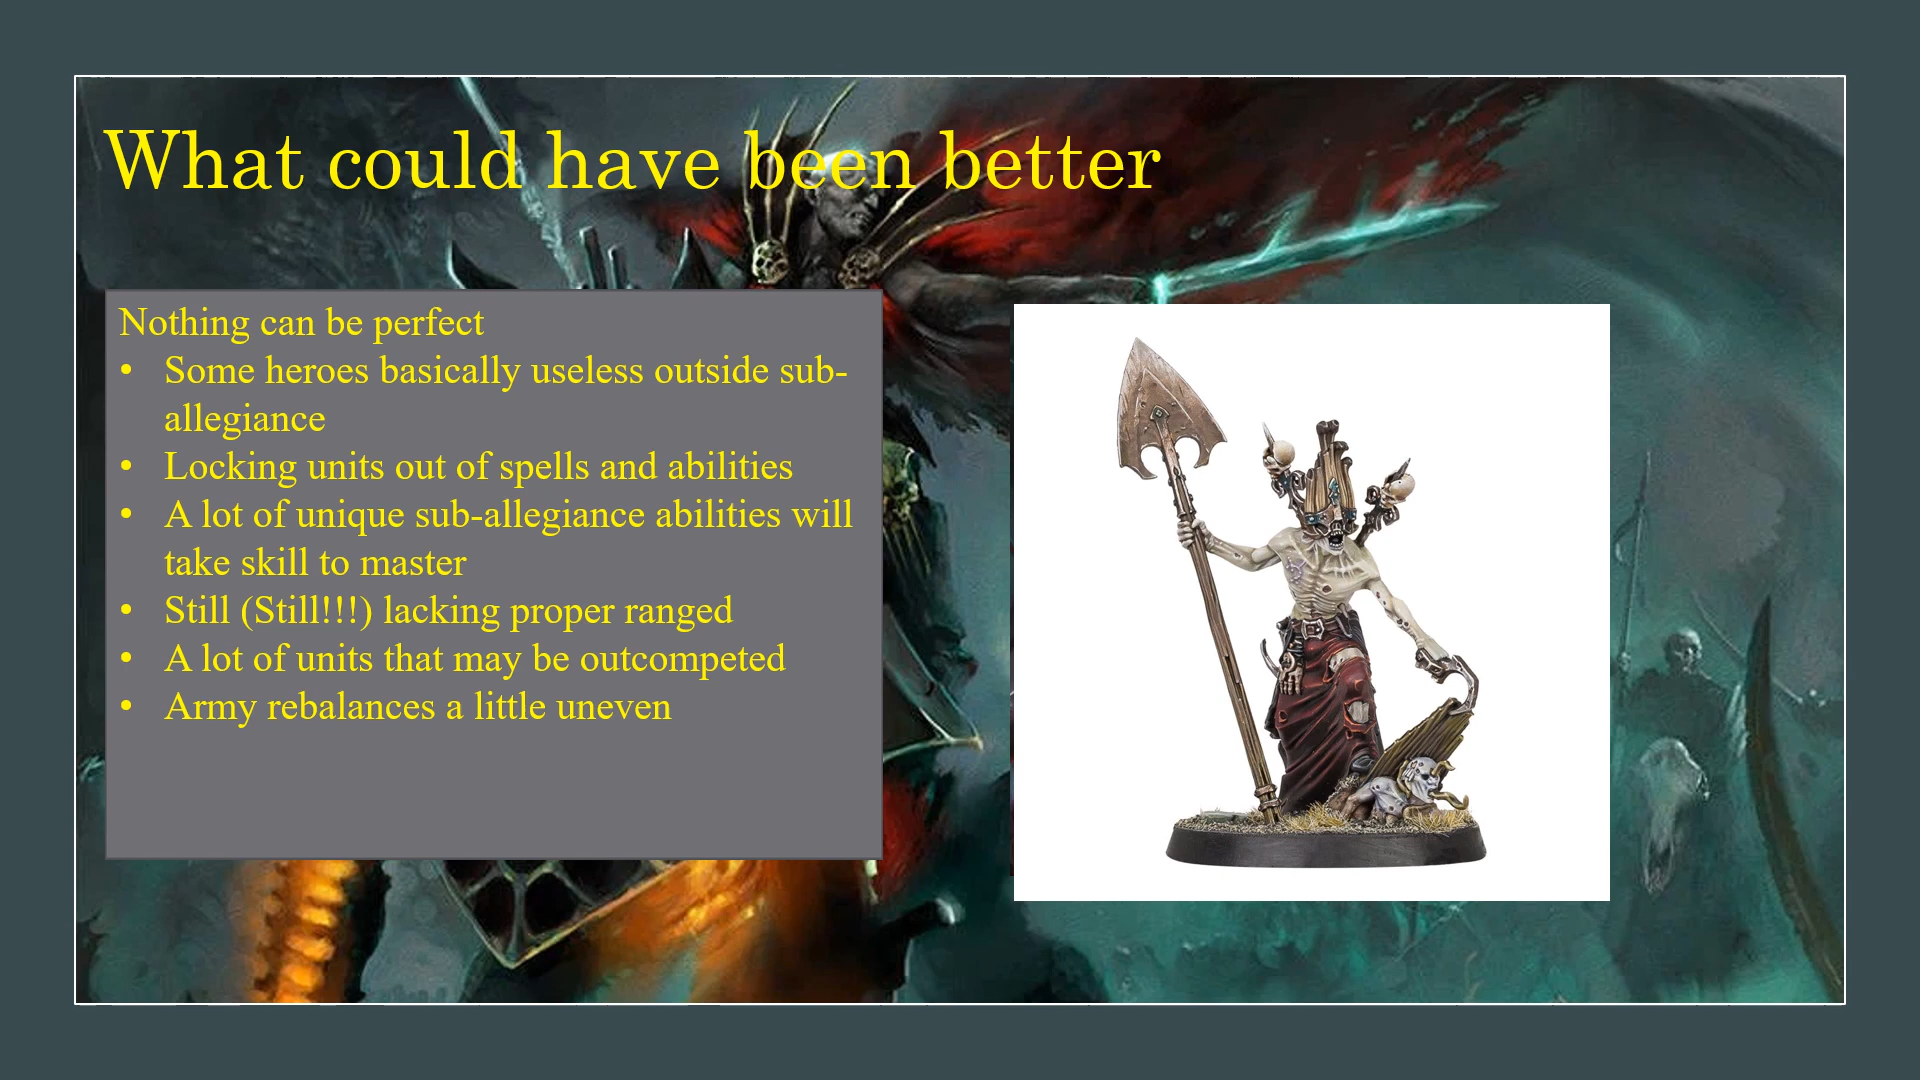 What could have been better
Nothing can be perfect
• Some heroes basically useless outside sub-
allegiance
• Locking units out of spells and abilities
• A lot of unique sub-allegiance abilities will
take skill to master
• Still (Still!!!) lacking proper ranged
• A lot of units that may be outcompeted
• Army rebalances a little uneven